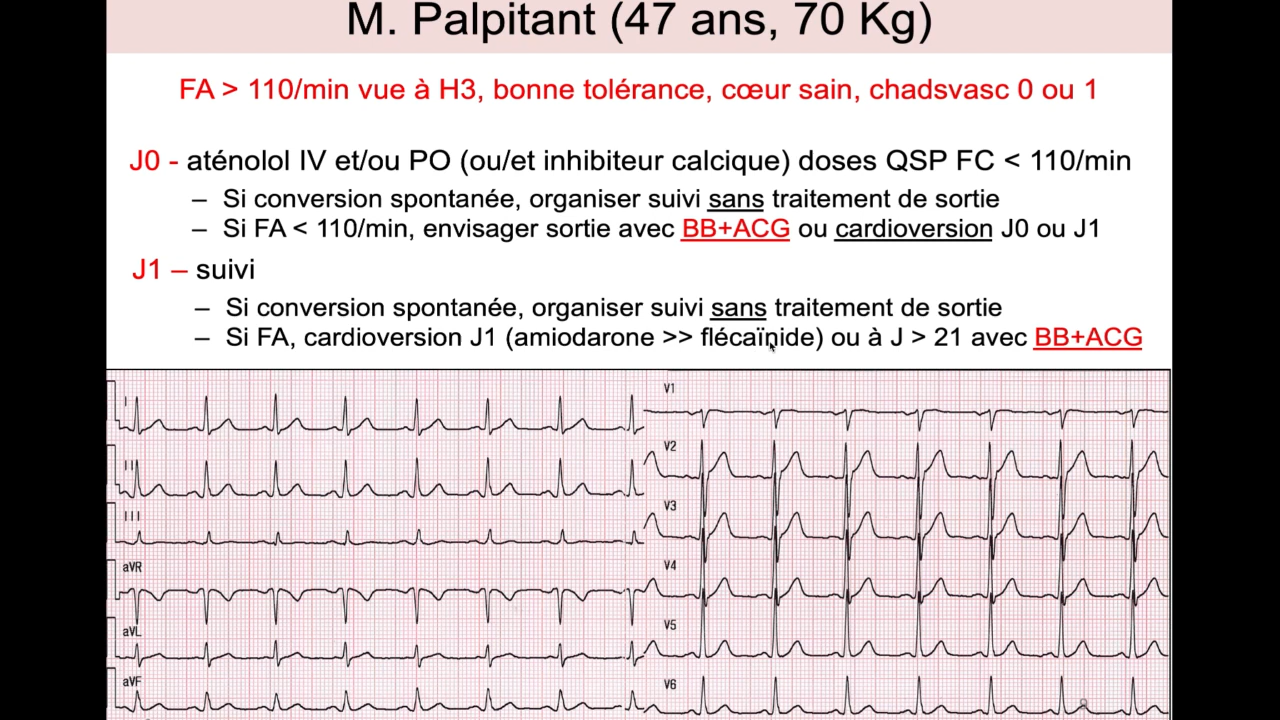 M. Palpitant (47 ans, 70 Kg)
FA > 110/min vue à H3, bonne tolérance, cœur sain, chadsvasc 0 ou 1
J0 - aténolol IV et/ou PO (ou/et inhibiteur calcique) doses QSP FC < 110/min
– Si conversion spontanée, organiser suivi sans traitement de sortie
– Si FA < 110/min, envisager sortie avec BB+ACG ou cardioversion J0 ou J1
J1 – suivi
– Si conversion spontanée, organiser suivi sans traitement de sortie
– Si FA, cardioversion J1 (amiodarone >> flécaïnide) ou à J > 21 avec BB+ACG
I
II
III
aVR
aVL
aVF
V1
V2
V3
V4
V5
V6